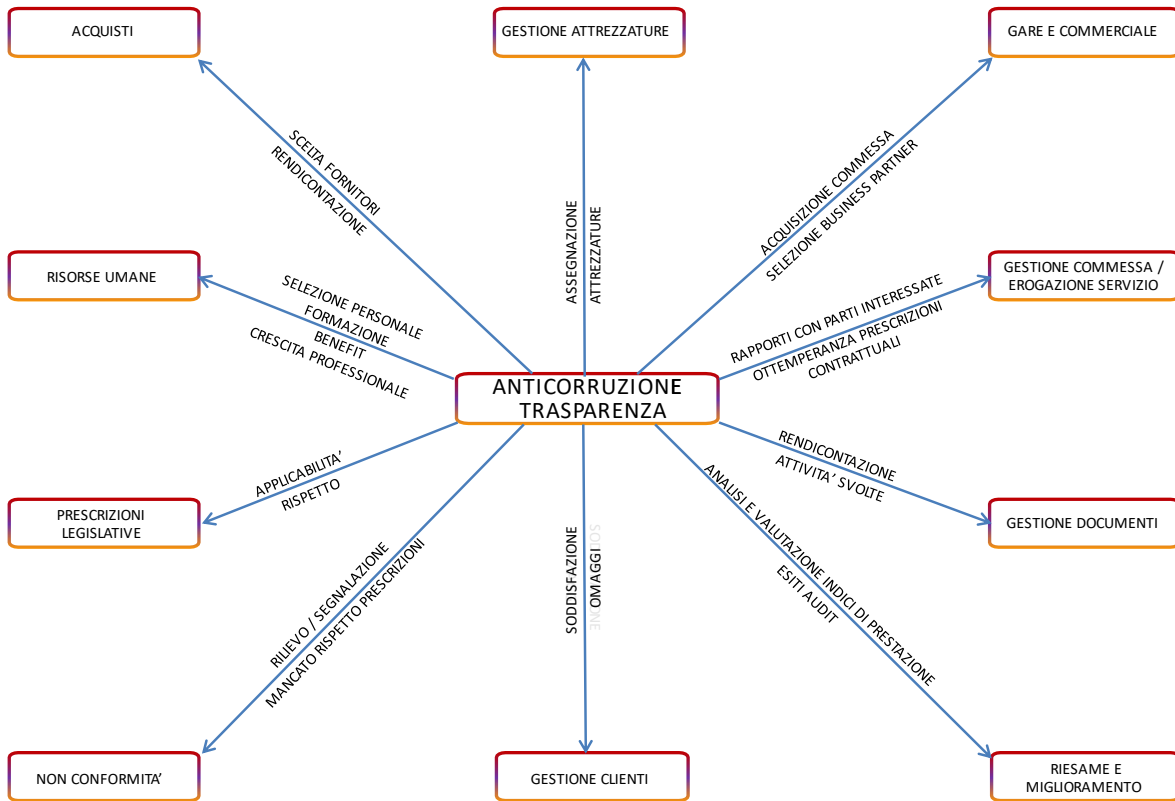 ACQUISTI
GESTIONE ATTREZZATURE
GARE E COMMERCIALE
SCELTA FORNITORI
RENDICONTAZIONE
ASSEGNAZIONE
ATTREZZATURE
ACQUISIZIONE COMMESSA
SELEZIONE BUSINESS PARTNER
RISORSE UMANE
SELEZIONE PERSONALE
FORMAZIONE
BENEFIT
CRESCITA PROFESSIONALE
RAPPORTI CON PARTI INTERESSATE
OTTEMPERANZA PRESCRIZIONI
CONTRATTUALI
GESTIONE COMMESSA /
EROGAZIONE SERVIZIO
ANTICORRUZIONE
TRASPARENZA
APPLICABILITA’
RISPETTO
RENDICONTAZIONE
ATTIVITA’ SVOLTE
PRESCRIZIONI
LEGISLATIVE
GESTIONE DOCUMENTI
RILIEVO / SEGNALAZIONE
MANCATO RISPETTO PRESCRIZIONI
SODDISFAZIONE
OMAGGI
ANALISI E VALUTAZIONE INDICI DI PRESTAZIONE
ESITI AUDIT
NON CONFORMITA’
GESTIONE CLIENTI
RIESAME E
MIGLIORAMENTO